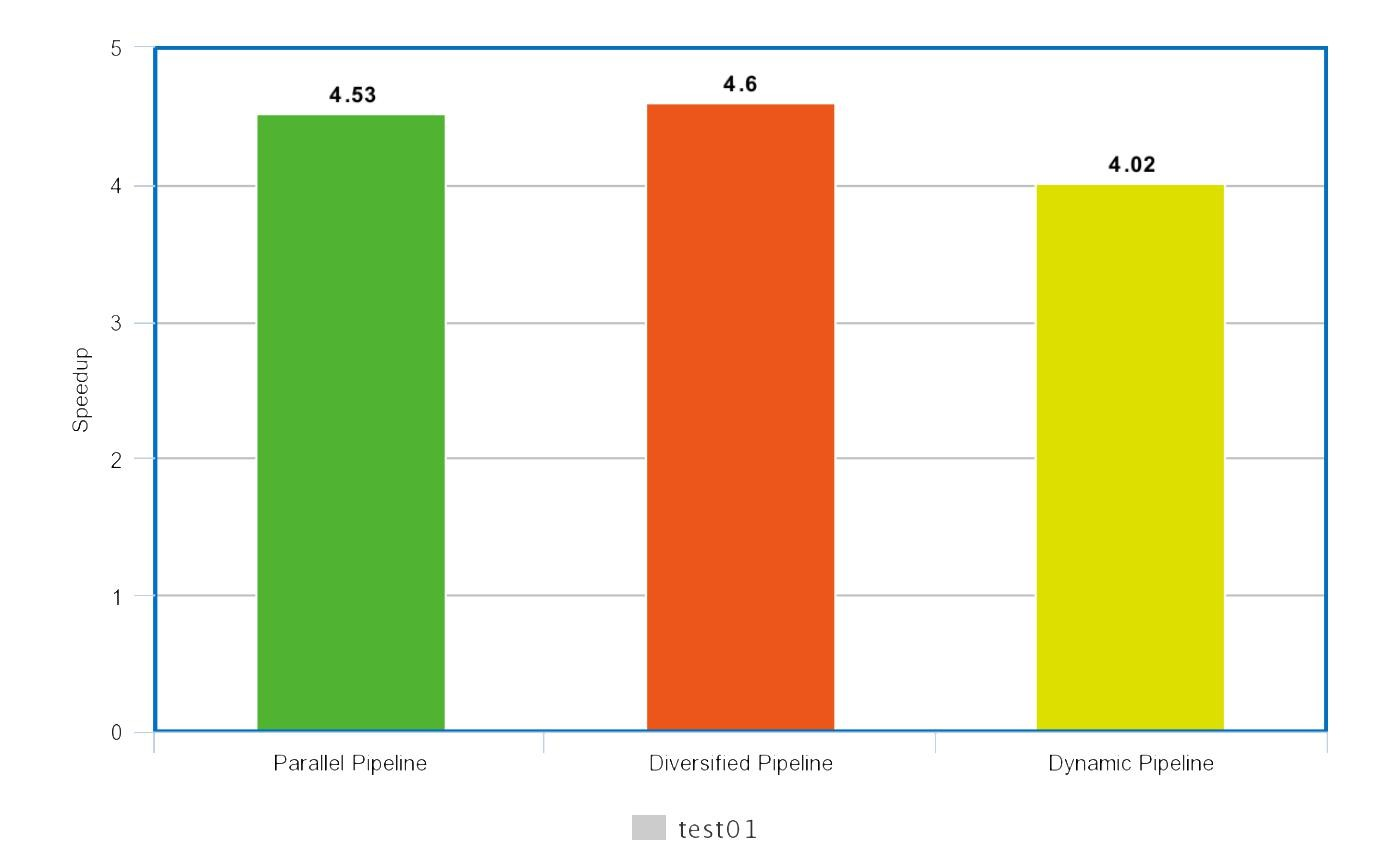 5
4.53
4.6
4.02
4
3
Speedup
2
1
0
Parallel Pipeline
Diversified Pipeline
Dynamic Pipeline
test01